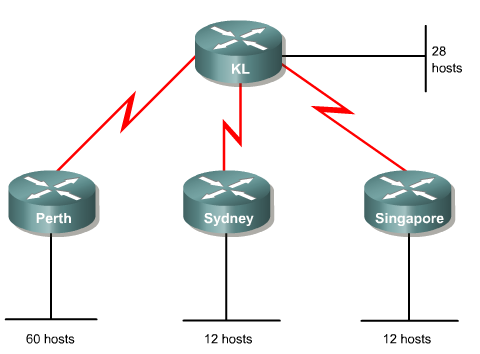 KL
28
hosts
Perth
Sydney
Singapore
60 hosts
12 hosts
12 hosts